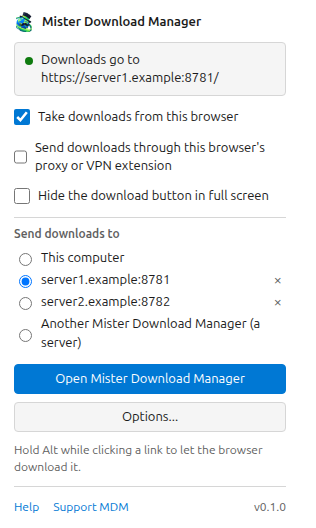 Mister Download Manager
Downloads go to
https://server1.example:8781/
Take downloads from this browser
Send downloads through this browser's
proxy or VPN extension
Hide the download button in full screen
Send downloads to
This computer
server1.example:8781 ×
server2.example:8782 ×
Another Mister Download Manager (a
server)
Open Mister Download Manager
Options...
Hold Alt while clicking a link to let the browser
download it.
Help Support MDM v0.1.0